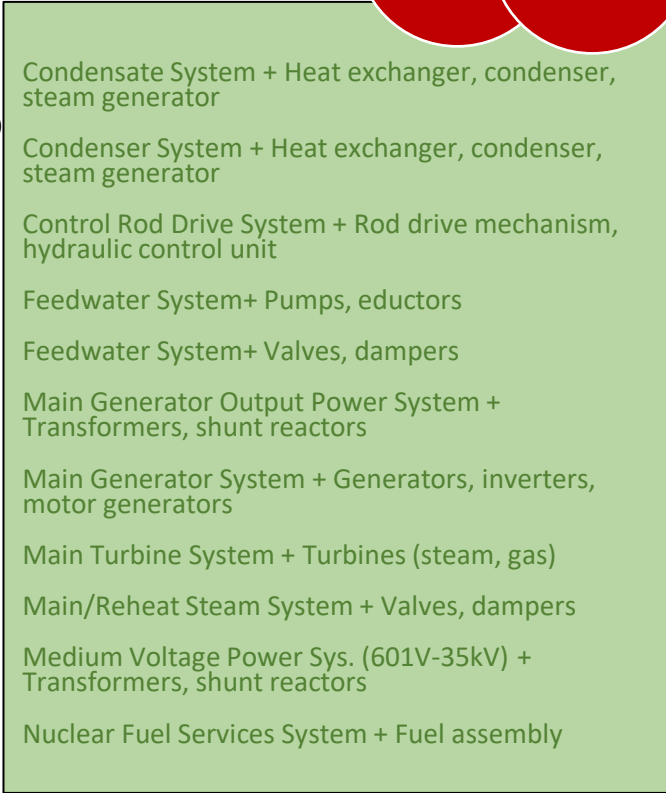 Condensate System + Heat exchanger, condenser,
steam generator
Condenser System + Heat exchanger, condenser,
steam generator
Control Rod Drive System + Rod drive mechanism,
hydraulic control unit
Feedwater System+ Pumps, eductors
Feedwater System+ Valves, dampers
Main Generator Output Power System +
Transformers, shunt reactors
Main Generator System + Generators, inverters,
motor generators
Main Turbine System + Turbines (steam, gas)
Main/Reheat Steam System + Valves, dampers
Medium Voltage Power Sys. (601V-35kV) +
Transformers, shunt reactors
Nuclear Fuel Services System + Fuel assembly